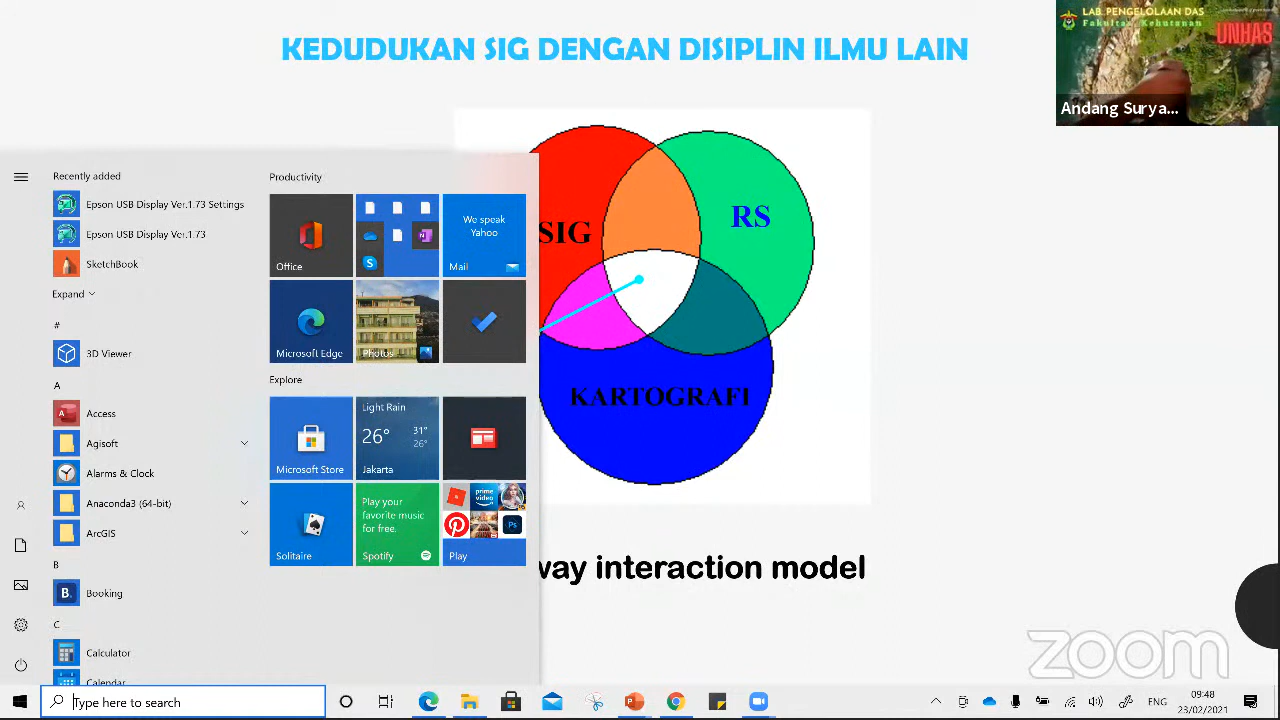 KEDUDUKAN SIG DENGAN DISIPLIN ILMU LAIN
LAB. PENGELOLAAN DAS
Fakultas Kehutanan
UNHAS
Andang Surya...
SIG
RS
KARTOGRAFI
way interaction model
zoom
Recently added
Epson USB Display Ver.1.73 Settings
Epson USB Display Ver.1.73
Sketchbook
Expand
#
3D Viewer
A
Access
Agisoft
Alarms & Clock
Anaconda3 (64-bit)
ArcGIS
B
Booking
C
Calculator
Calendar
Productivity
Office
We speak
Yahoo
Mail
Microsoft Edge
Photos
Explore
Microsoft Store
Light Rain
26° 31°
26°
Jakarta
Solitaire
Play your
favorite music
for free.
Spotify
prime video
Ps
Play
Type here to search
ENG
09:48
23/02/2021